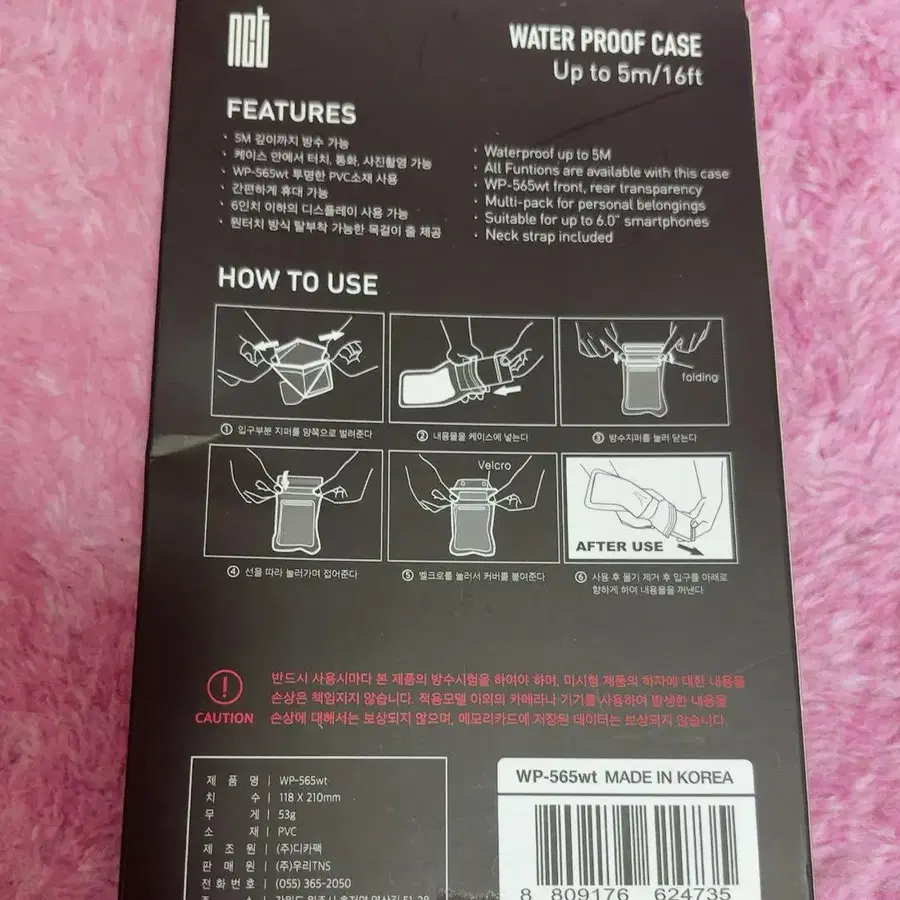 nct
WATER PROOF CASE
Up to 5m/16ft
FEATURES
· 5M 깊이까지 방수 가능
· 케이스 안에서 터치, 통화, 사진촬영 가능
· WP-565wt 투명한 PVC소재 사용
· 간편하게 휴대 가능
· 6인치 이하의 디스플레이 사용 가능
· 원터치 방식 탈부착 가능한 목걸이 줄 제공
· Waterproof up to 5M
· All Funtions are available with this case
· WP-565wt front, rear transparency
· Multi-pack for personal belongings
· Suitable for up to 6.0" smartphones
· Neck strap included
HOW TO USE
folding
① 입구부분 지퍼를 양쪽으로 벌려준다
② 내용물을 케이스에 넣는다
③ 방수지퍼를 눌러 닫는다
Velcro
AFTER USE
④ 선을 따라 눌러가며 접어준다
⑤ 벨크로를 눌러서 커버를 붙여준다
⑥ 사용 후 물기 제거 후 입구를 아래로
향하게 하여 내용물을 꺼낸다
CAUTION
반드시 사용시마다 본 제품의 방수시험을 하여야 하며, 미시험 제품의 하자에 대한 내용물
손상은 책임지지 않습니다. 적용모델 이외의 카메라나 기기를 사용하여 발생한 내용물
손상에 대해서는 보상되지 않으며, 메모리카드에 저장된 데이터는 보상되지 않습니다.
제 품 명 | WP-565wt
치 수 | 118 X 210mm
무 게 | 53g
소 재 | PVC
제 조 원 | (주)디카팩
판 매 원 | (주)우리TNS
전 화 번 호 | (055) 365-2050
주 소 |
WP-565wt MADE IN KOREA
8 809176 624735